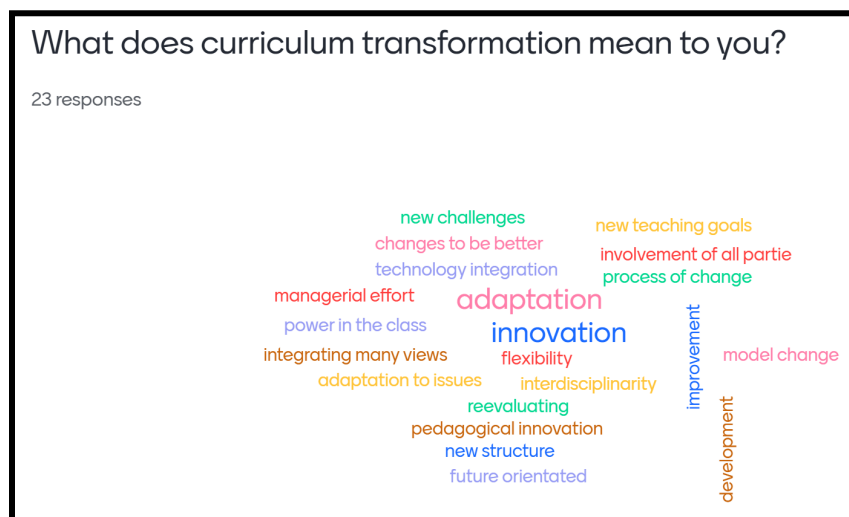 What does curriculum transformation mean to you?
23 responses
new challenges
new teaching goals
changes to be better
involvement of all partie
technology integration
process of change
managerial effort
adaptation
power in the class
innovation
improvement
integrating many views
flexibility
model change
adaptation to issues
interdisciplinarity
reevaluating
development
pedagogical innovation
new structure
future orientated